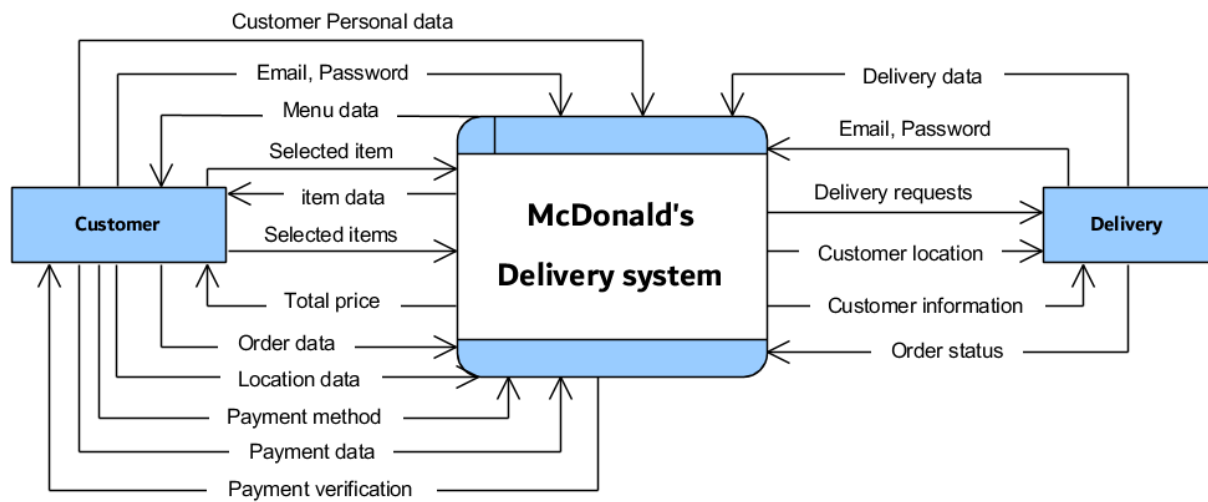 Customer Personal data
Email, Password
Menu data
Selected item
item data
Selected items
Total price
Order data
Location data
Payment method
Payment data
Payment verification
Customer
McDonald's
Delivery system
Delivery data
Email, Password
Delivery requests
Customer location
Customer information
Order status
Delivery